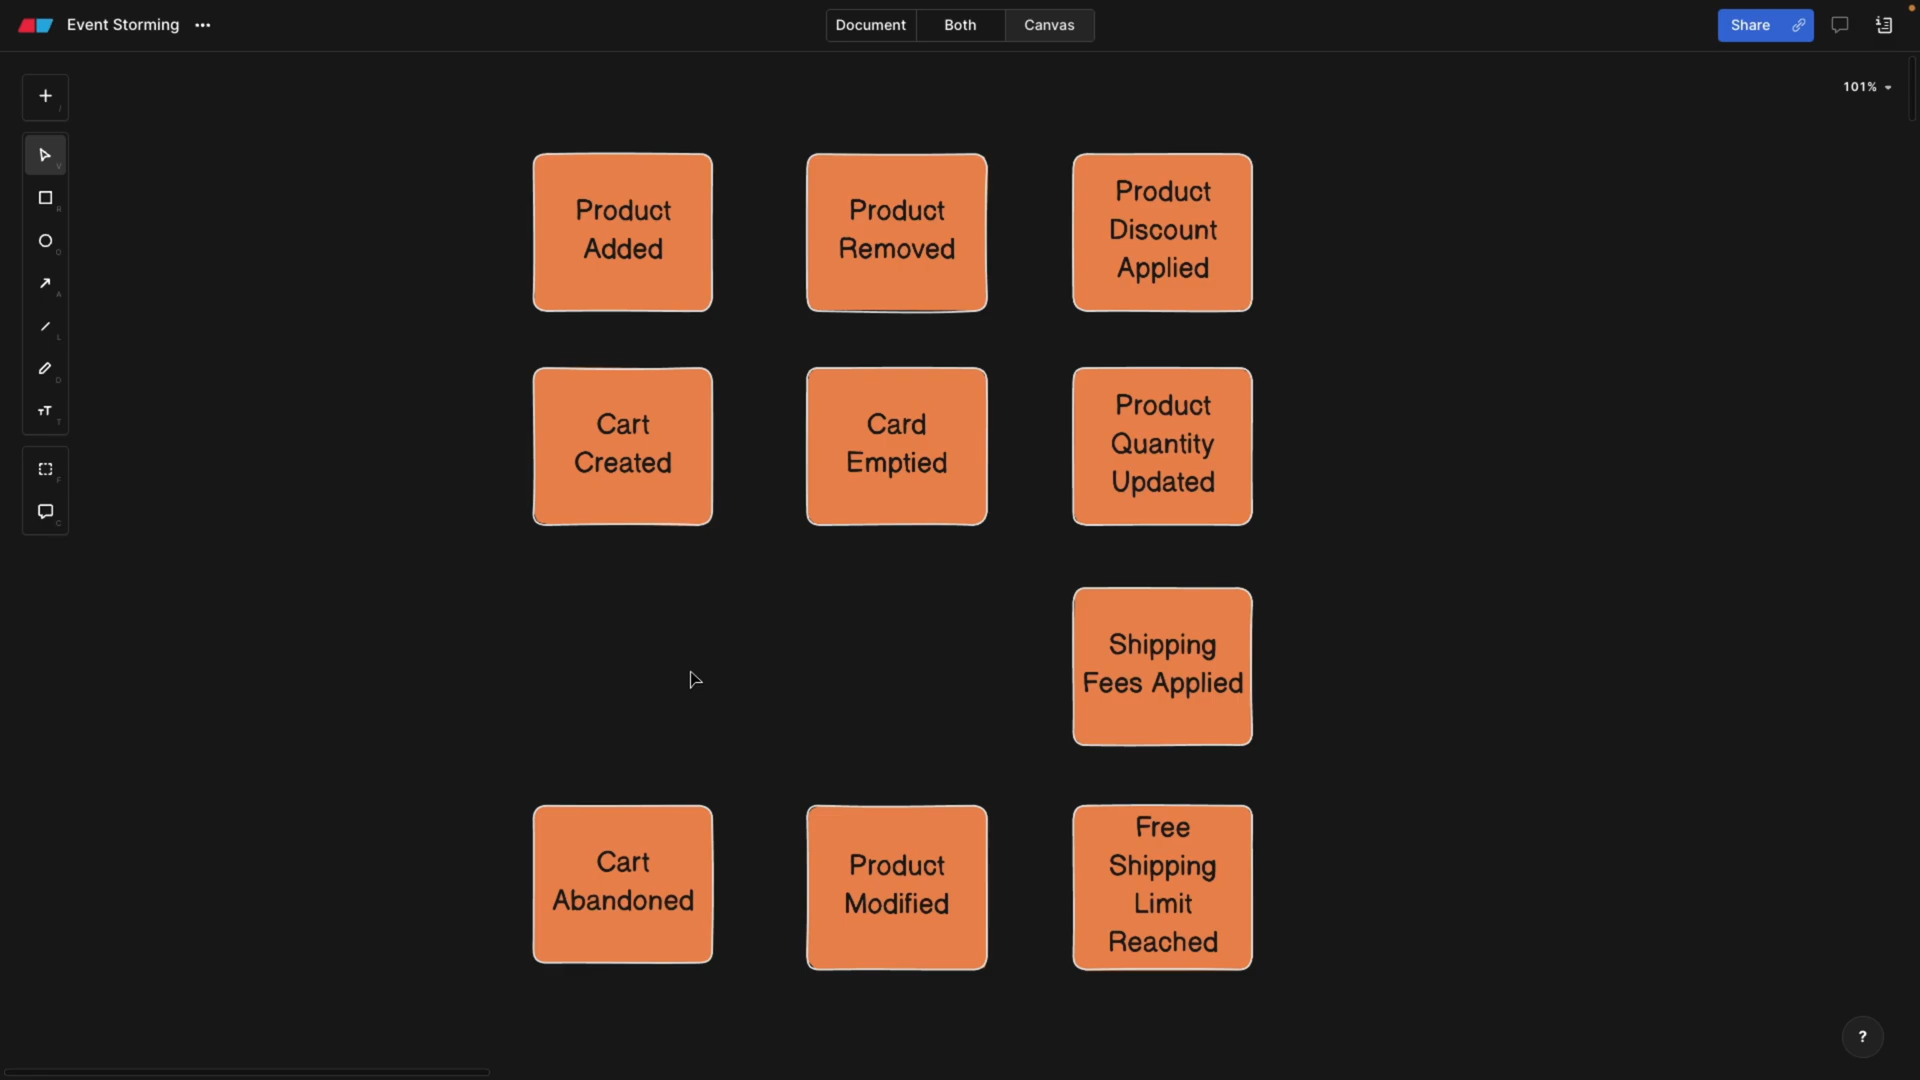 Event Storming
Document
Both
Canvas
Share
101%
V
R
O
A
L
D
T
F
C
Product
Added
Product
Removed
Product
Discount
Applied
Cart
Created
Card
Emptied
Product
Quantity
Updated
Shipping
Fees Applied
Cart
Abandoned
Product
Modified
Free
Shipping
Limit
Reached
?